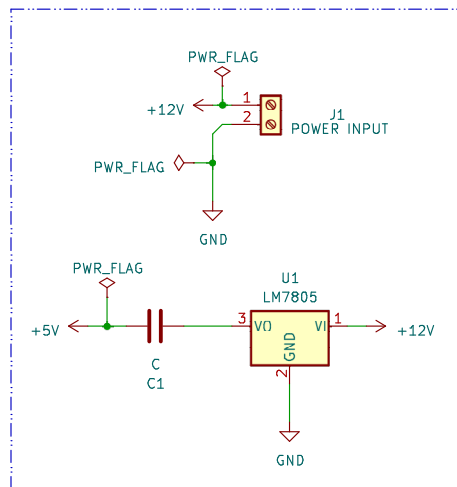 PWR_FLAG
+12V
1
2
J1
POWER INPUT
PWR_FLAG
GND
PWR_FLAG
U1
LM7805
+5V
3
VO
GND
VI
1
+12V
C
C1
2
GND